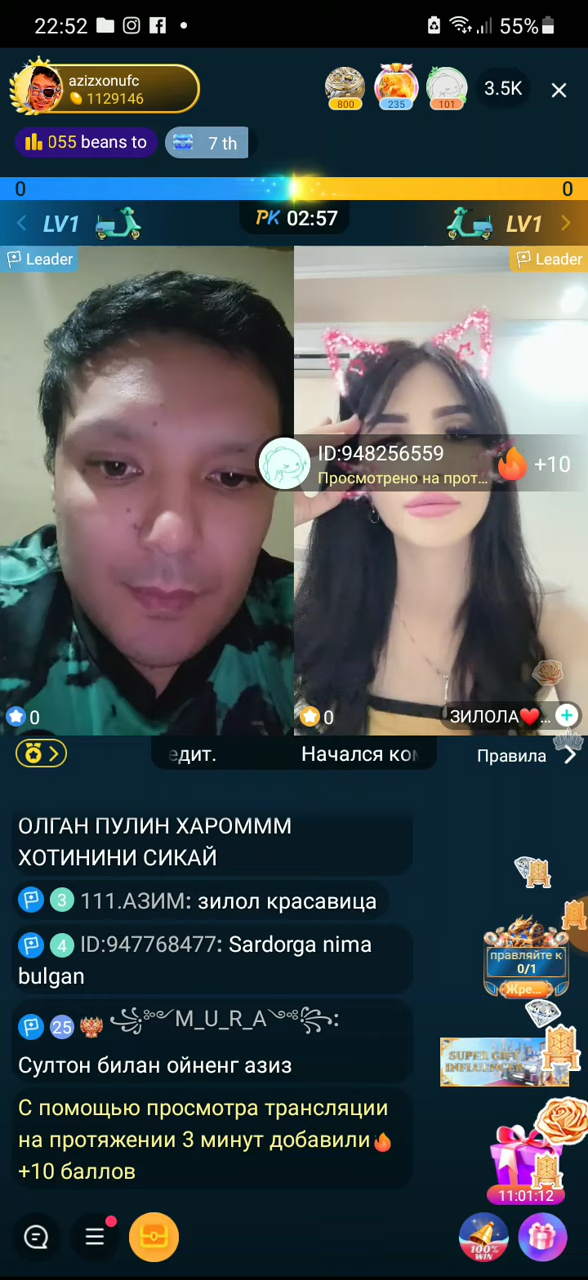 22:52
55%
azizxonufc
1129146
800
235
101
3.5K
055 beans to
7 th
0
0
LV1
PK 02:57
LV1
Leader
Leader
ID:948256559
+10
Просмотрено на прот...
0
0
ЗИЛОЛА❤️...
едит.
Начался ко
Правила
ОЛГАН ПУЛИН ХАРОМММ
ХОТИНИНИ СИКАЙ
3 111.АЗИМ: зилол красавица
4 ID:947768477: Sardorga nima
bulgan
25 M_U_R_A:
Султон билан ойненг азиз
С помощью просмотра трансляции
на протяжении 3 минут добавили🔥
+10 баллов
правляйте к
0/1
Жре...
SUPER GIFT
INFLUENCER
11:01:12
100%
WIN